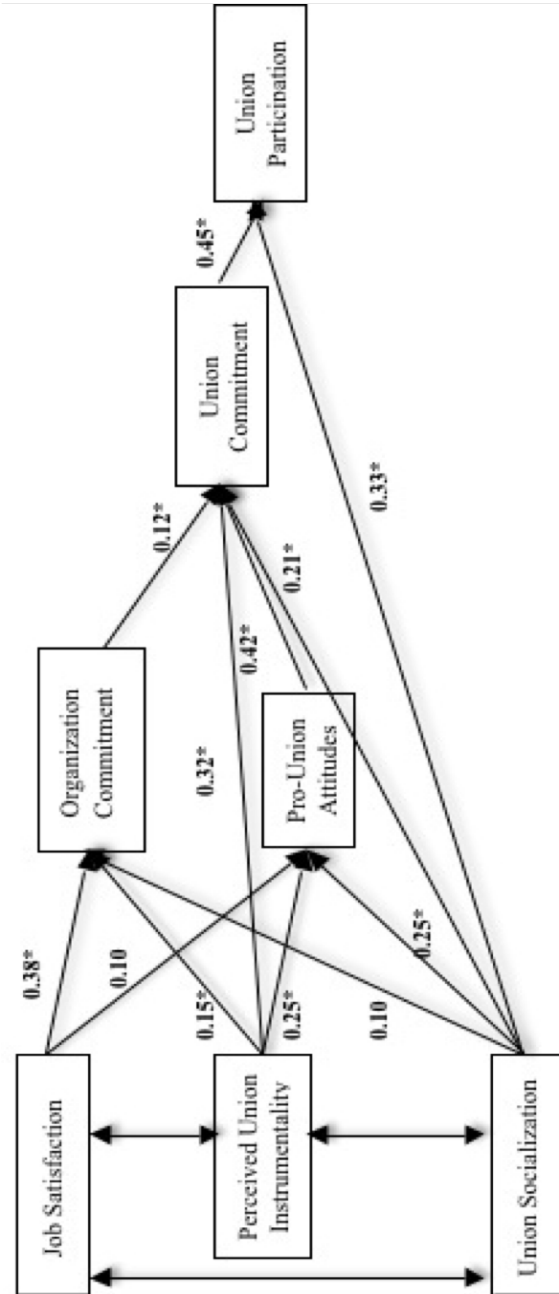 Job Satisfaction
Perceived Union
Instrumentality
Union Socialization
0.38*
0.10
0.15*
0.25*
0.10
0.25*
Organization
Commitment
Pro-Union
Attitudes
0.32*
0.42*
0.12*
0.21*
0.33*
Union
Commitment
0.45*
Union
Participation